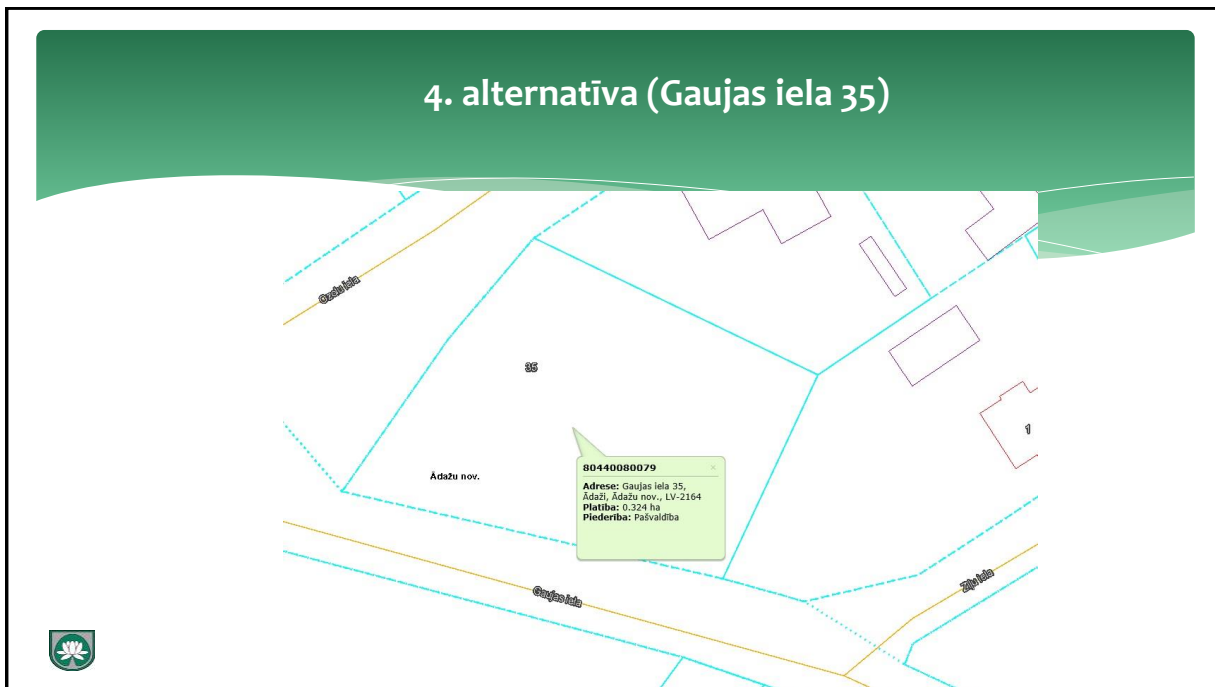 4. alternatīva (Gaujas iela 35)
Ozolu iela
35
1
Ādažu nov.
80440080079
Adrese: Gaujas iela 35,
Ādaži, Ādažu nov., LV-2164
Platība: 0.324 ha
Piederība: Pašvaldība
Gaujas iela
Zīļu iela